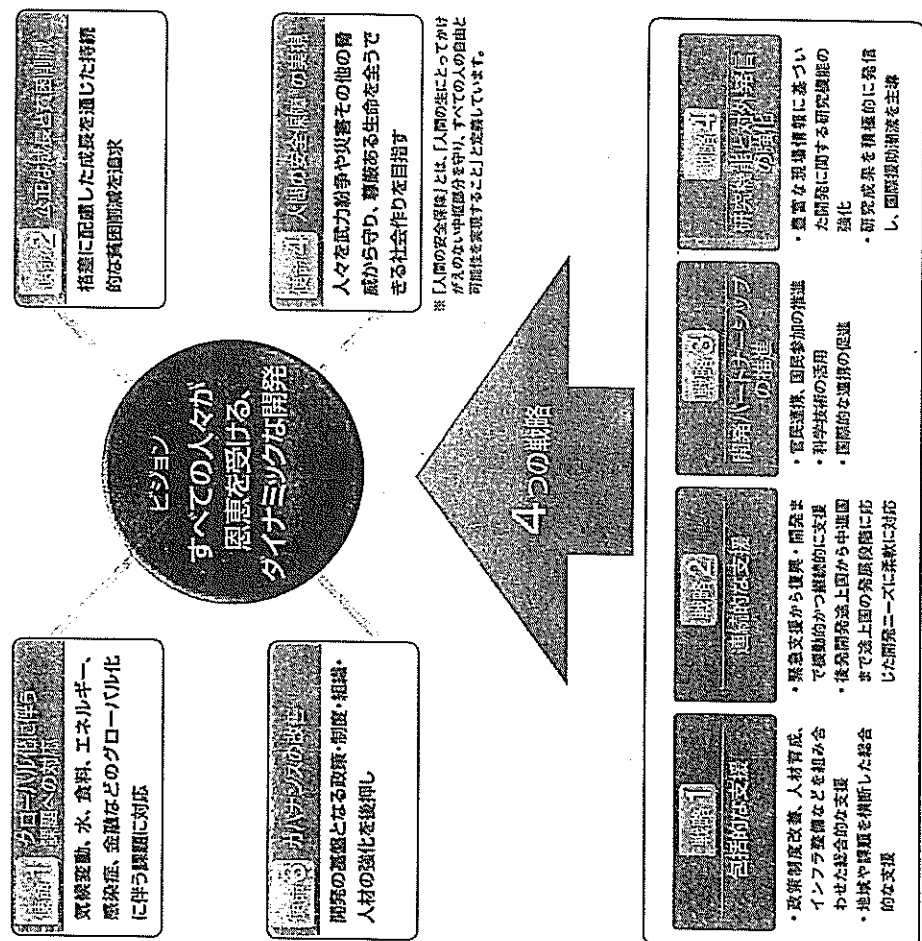 ビジョン
すべての人々が
恩恵を受ける、
ダイナミックな開発
使命1
グローバル化に伴う
課題への対応
気候変動、水、食料、エネルギー、
感染症、金融などのグローバル化
に伴う課題に対応
使命2
公正な成長と貧困削減
格差に配慮した成長を通じた持続
的な貧困削減を追求
使命3
ガバナンスの改善
開発の基盤となる政策・制度・組織・
人材の強化を後押し
使命4
人間の安全保障の実現
人々を武力紛争や災害その他の脅
威から守り、尊厳ある生命を全うで
きる社会作りを目指す
※「人間の安全保障」とは、「人間の生にとってかけ
がえのない中枢部分を守り、すべての人の自由と
可能性を実現すること」と定義しています。
4つの戦略
戦略1
包括的な支援
・政策制度改善、人材育成、
インフラ整備などを組み合
わせた総合的な支援
・地域や課題を横断した総合
的な支援
戦略2
連続的な支援
・緊急支援から復興・開発ま
で機動的かつ継続的に支援
・後発開発途上国から中進国
まで途上国の発展段階に応
じた開発ニーズに柔軟に対応
戦略3
開発パートナーシップ
の推進
・官民連携、国民参加の推進
・科学技術の活用
・国際的な連携の促進
戦略4
研究機能と対外発信
の強化
・豊富な現場情報に基づい
た開発に関する研究機能の
強化
・研究成果を積極的に発信
し、国際援助潮流を主導